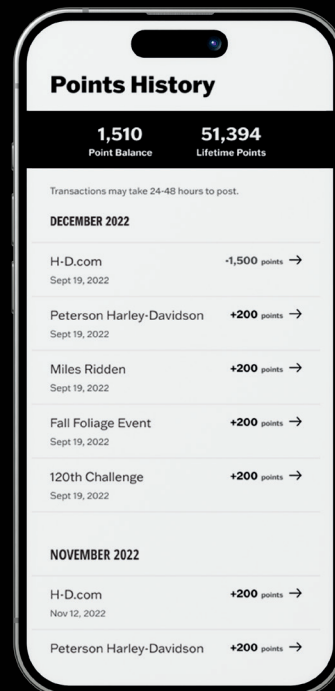 Points History
1,510 51,394
Point Balance Lifetime Points
Transactions may take 24-48 hours to post.
DECEMBER 2022
H-D.com -1,500 points →
Sept 19, 2022
Peterson Harley-Davidson +200 points →
Sept 19, 2022
Miles Ridden +200 points →
Sept 19, 2022
Fall Foliage Event +200 points →
Sept 19, 2022
120th Challenge +200 points →
Sept 19, 2022
NOVEMBER 2022
H-D.com +200 points →
Nov 12, 2022
Peterson Harley-Davidson +200 points →